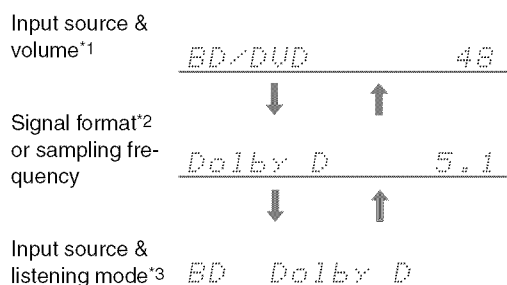 Input source &
volume*1
BD/DVD 48
Signal format*2
or sampling fre-
quency
Dolby D 5.1
Input source &
listening mode*3
BD Dolby D